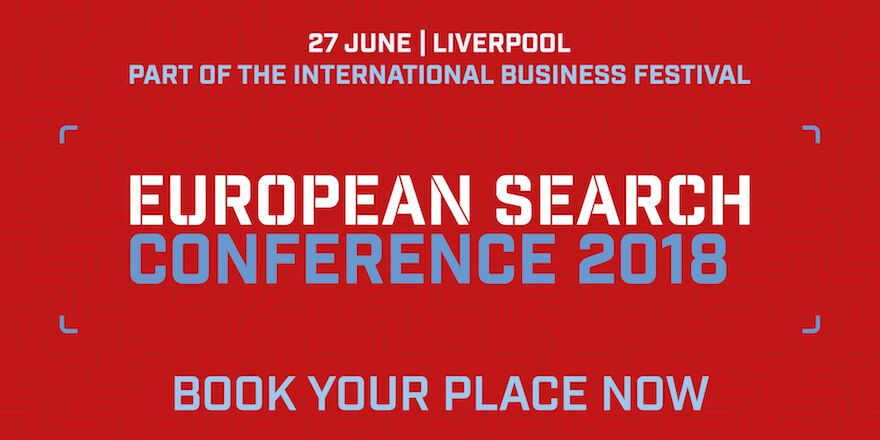 27 JUNE | LIVERPOOL
PART OF THE INTERNATIONAL BUSINESS FESTIVAL
EUROPEAN SEARCH
CONFERENCE 2018
BOOK YOUR PLACE NOW